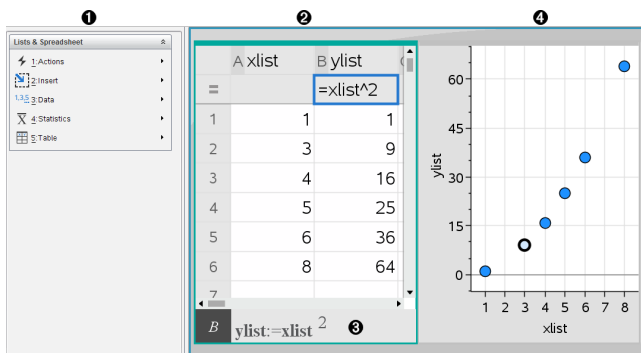 ❶ ❷ ❹
Lists & Spreadsheet
1:Actions
2:Insert
1,3,5 3:Data
X̅ 4:Statistics
5:Table
A xlist B ylist
= =xlist^2
1 1 1
2 3 9
3 4 16
4 5 25
5 6 36
6 8 64
7
B ylist:=xlist 2 ❸
60
45
30
15
0
ylist
1 2 3 4 5 6 7 8
xlist